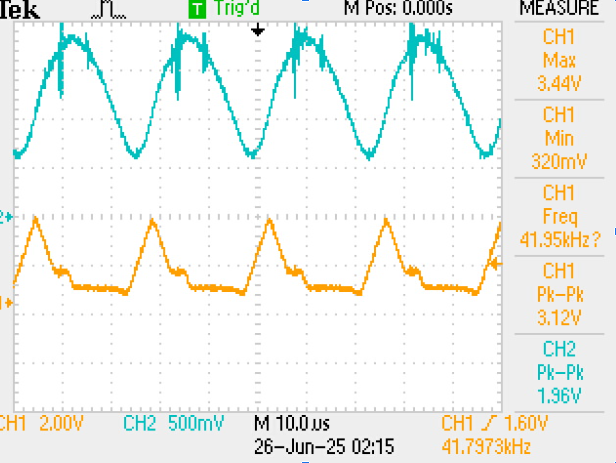 Tek T Trig'd M Pos: 0.000s MEASURE
CH1
Max
3.44V
CH1
Min
320mV
CH1
Freq
41.95kHz?
CH1
Pk-Pk
3.12V
CH2
Pk-Pk
1.96V
2
1
CH1 2.00V CH2 500mV M 10.0us CH1 / 1.60V
26-Jun-25 02:15 41.7973kHz